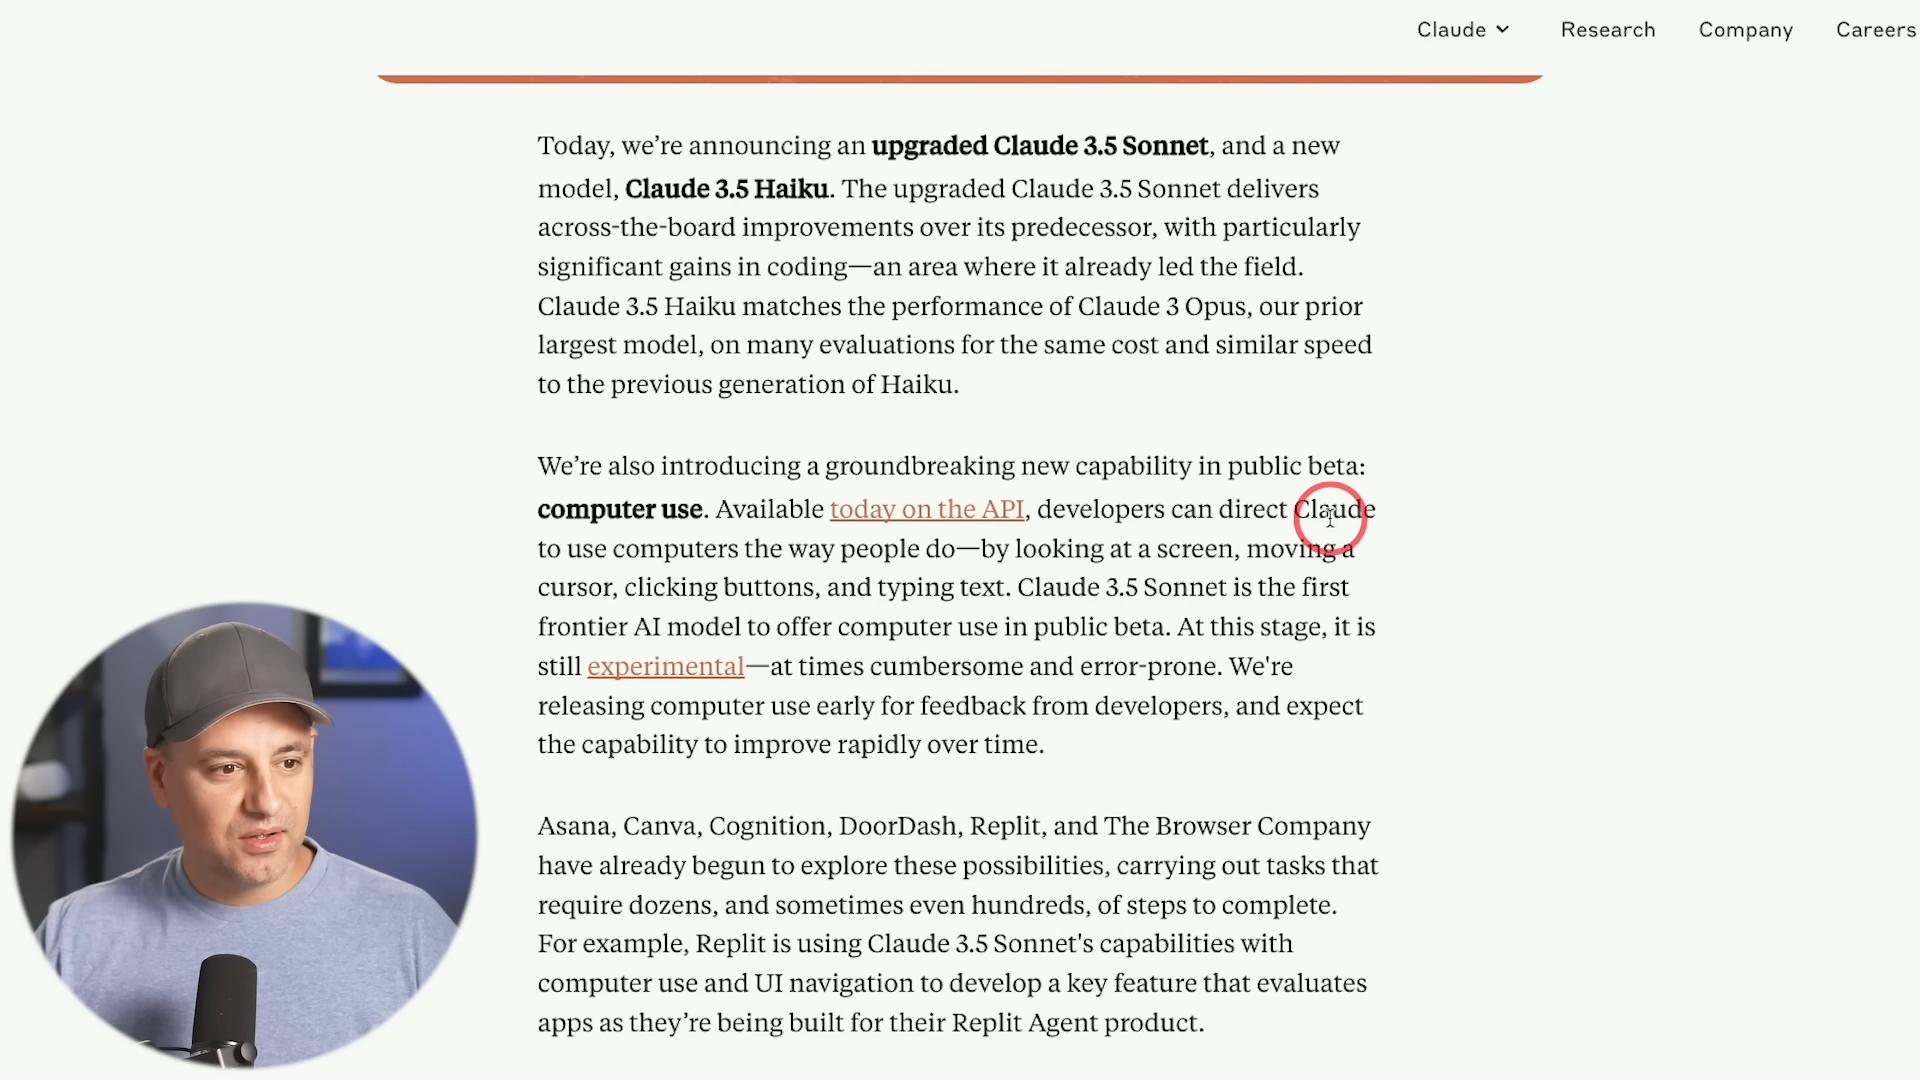 Claude Research Company Careers
Today, we’re announcing an upgraded Claude 3.5 Sonnet, and a new
model, Claude 3.5 Haiku. The upgraded Claude 3.5 Sonnet delivers
across-the-board improvements over its predecessor, with particularly
significant gains in coding—an area where it already led the field.
Claude 3.5 Haiku matches the performance of Claude 3 Opus, our prior
largest model, on many evaluations for the same cost and similar speed
to the previous generation of Haiku.
We’re also introducing a groundbreaking new capability in public beta:
computer use. Available today on the API, developers can direct Claude
to use computers the way people do—by looking at a screen, moving a
cursor, clicking buttons, and typing text. Claude 3.5 Sonnet is the first
frontier AI model to offer computer use in public beta. At this stage, it is
still experimental—at times cumbersome and error-prone. We're
releasing computer use early for feedback from developers, and expect
the capability to improve rapidly over time.
Asana, Canva, Cognition, DoorDash, Replit, and The Browser Company
have already begun to explore these possibilities, carrying out tasks that
require dozens, and sometimes even hundreds, of steps to complete.
For example, Replit is using Claude 3.5 Sonnet's capabilities with
computer use and UI navigation to develop a key feature that evaluates
apps as they’re being built for their Replit Agent product.